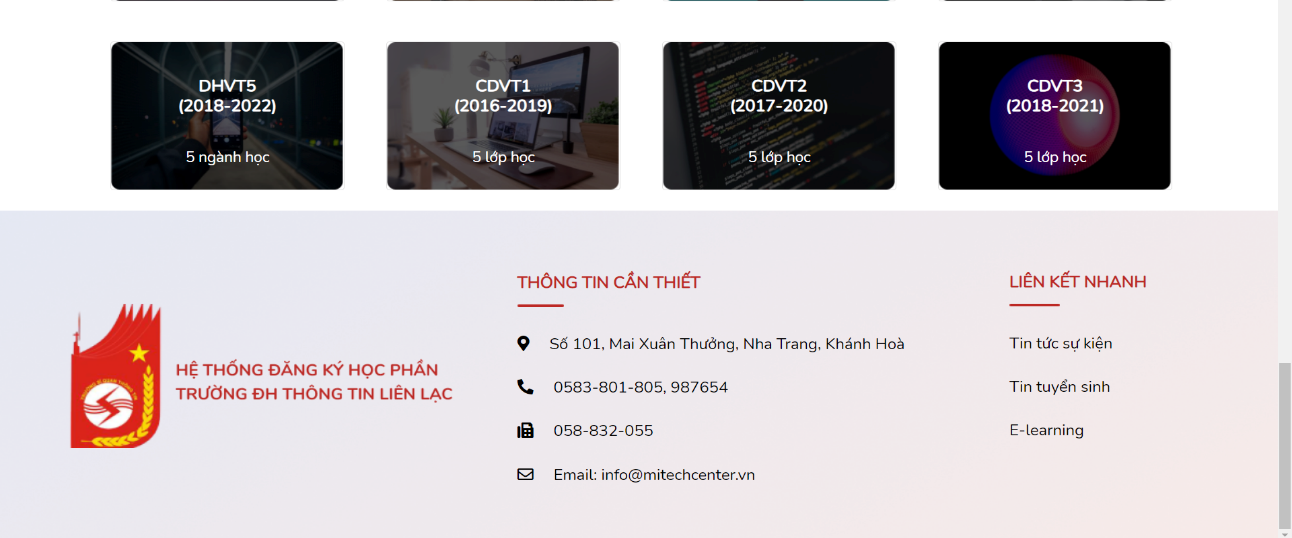 DHVT5
(2018-2022)
5 ngành học
CDVT1
(2016-2019)
5 lớp học
CDVT2
(2017-2020)
5 lớp học
CDVT3
(2018-2021)
5 lớp học
HỆ THỐNG ĐĂNG KÝ HỌC PHẦN
TRƯỜNG ĐH THÔNG TIN LIÊN LẠC
THÔNG TIN CẦN THIẾT
Số 101, Mai Xuân Thưởng, Nha Trang, Khánh Hoà
0583-801-805, 987654
058-832-055
Email: info@mitechcenter.vn
LIÊN KẾT NHANH
Tin tức sự kiện
Tin tuyển sinh
E-learning